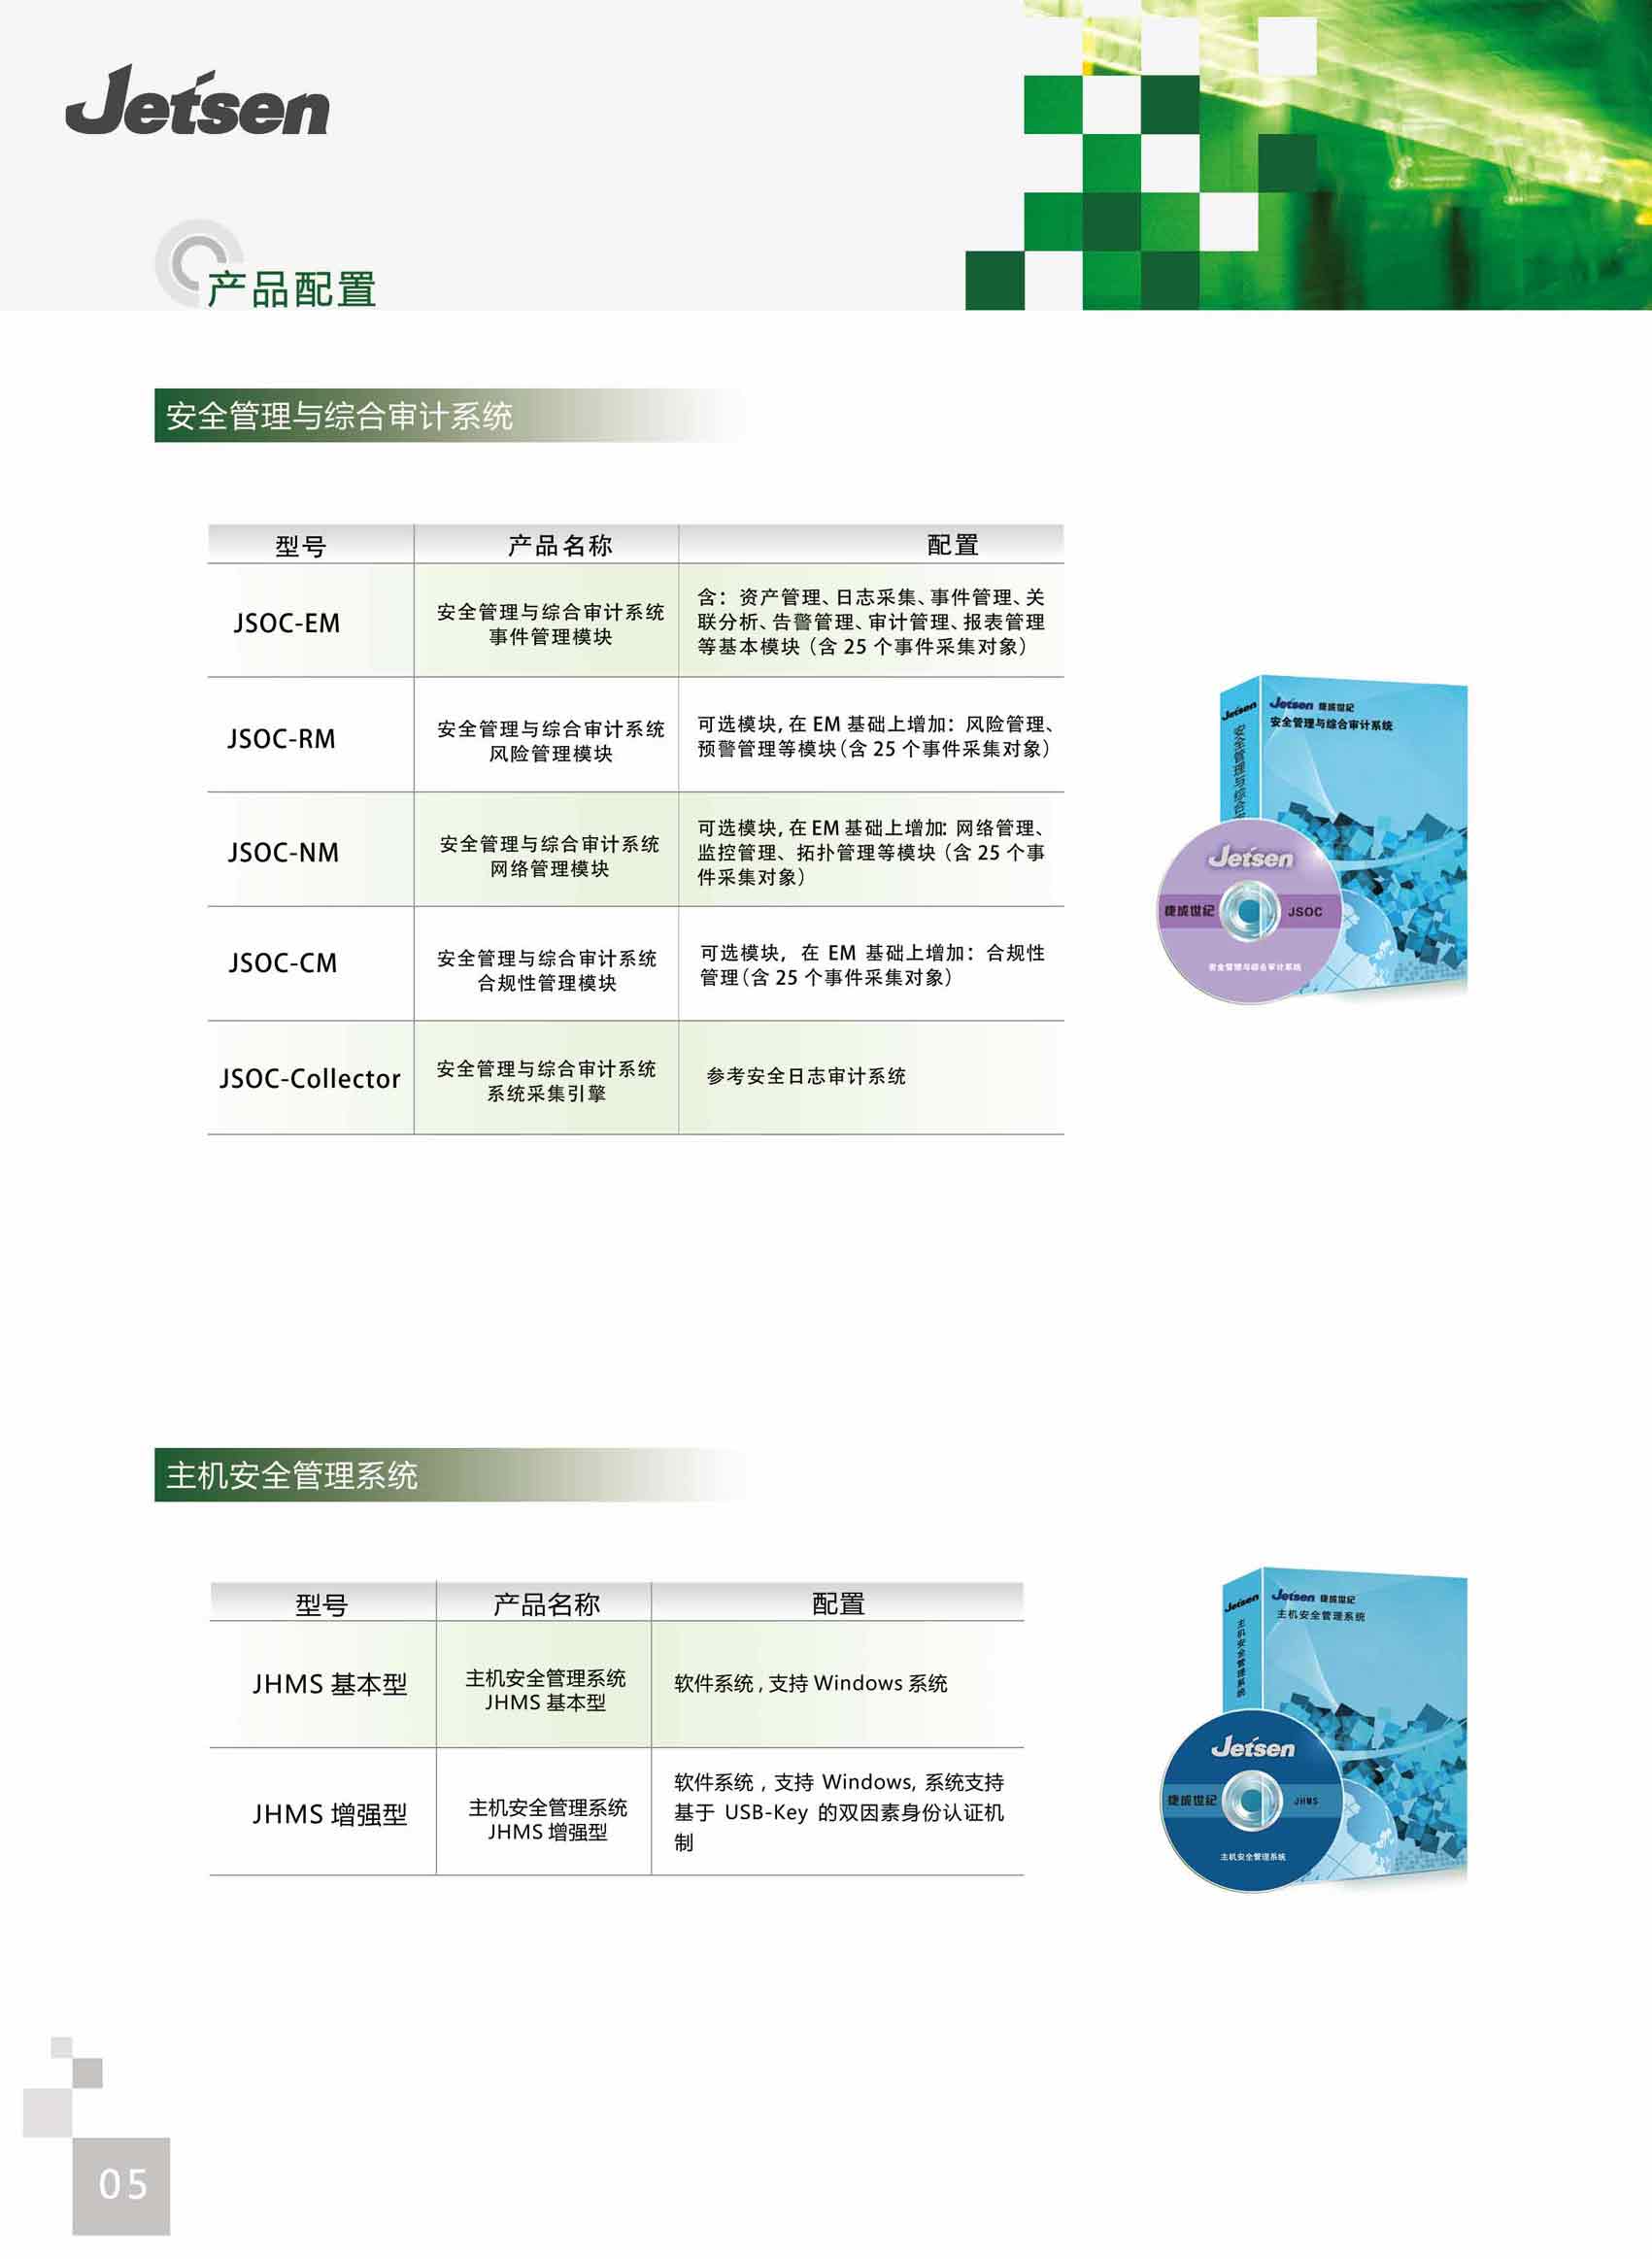 Jetsen
产品配置
安全管理与综合审计系统
型号 产品名称 配置
JSOC-EM
安全管理与综合审计系统
事件管理模块
含：资产管理、日志采集、事件管理、关
联分析、告警管理、审计管理、报表管理
等基本模块（含 25 个事件采集对象）
JSOC-RM
安全管理与综合审计系统
风险管理模块
可选模块，在 EM 基础上增加：风险管理、
预警管理等模块（含 25 个事件采集对象）
JSOC-NM
安全管理与综合审计系统
网络管理模块
可选模块，在 EM 基础上增加：网络管理、
监控管理、拓扑管理等模块（含 25 个事
件采集对象）
JSOC-CM
安全管理与综合审计系统
合规性管理模块
可选模块，在 EM 基础上增加：合规性
管理（含 25 个事件采集对象）
JSOC-Collector
安全管理与综合审计系统
系统采集引擎
参考安全日志审计系统
Jetsen
安全管理与综合审
Jetsen 捷成世纪
安全管理与综合审计系统
Jetsen
捷成世纪 JSOC
安全管理与综合审计系统
主机安全管理系统
型号 产品名称 配置
JHMS 基本型
主机安全管理系统
JHMS 基本型
软件系统，支持 Windows 系统
JHMS 增强型
主机安全管理系统
JHMS 增强型
软件系统，支持 Windows, 系统支持
基于 USB-Key 的双因素身份认证机
制
Jetsen
主机安全管理系统
Jetsen 捷成世纪
主机安全管理系统
Jetsen
捷成世纪 JHMS
主机安全管理系统
05